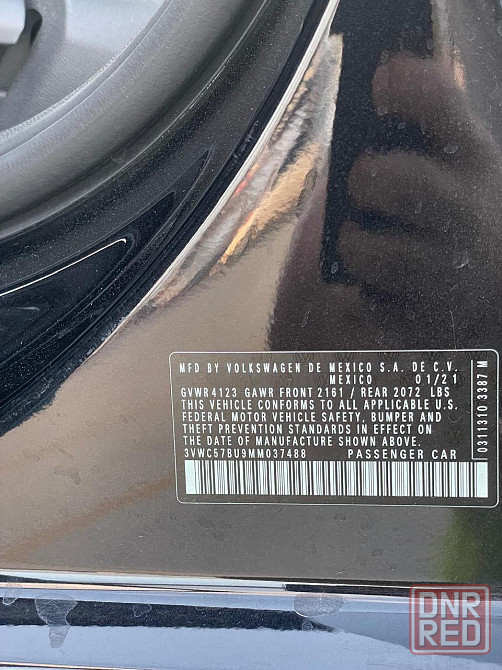 MFD BY VOLKSWAGEN DE MEXICO S.A. DE C.V.
MEXICO 01/21
GVWR 4123 GAWR FRONT 2161 / REAR 2072 LBS
THIS VEHICLE CONFORMS TO ALL APPLICABLE U.S.
FEDERAL MOTOR VEHICLE SAFETY, BUMPER AND
THEFT PREVENTION STANDARDS IN EFFECT ON
THE DATE OF MANUFACTURE SHOWN ABOVE.
3VWC57BU9MM037488 PASSENGER CAR
0311310 3387 M
DNR
RED